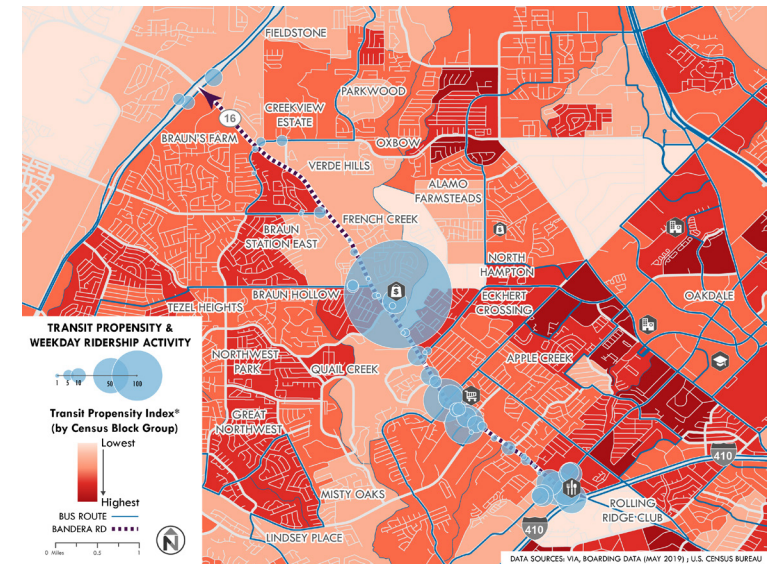 FIELDSTONE
PARKWOOD
CREEKVIEW
ESTATE
16
BRAUN'S FARM
OXBOW
VERDE HILLS
ALAMO
FARMSTEADS
FRENCH CREEK
BRAUN
STATION EAST
$
NORTH
HAMPTON
BRAUN HOLLOW
$
ECKHERT
CROSSING
OAKDALE
TEZEL HEIGHTS
TRANSIT PROPENSITY &
WEEKDAY RIDERSHIP ACTIVITY
1 5 10 50 100
Transit Propensity Index*
(by Census Block Group)
Lowest
Highest
BUS ROUTE
BANDERA RD
0 Miles 0.5 1
N
NORTHWEST
PARK
QUAIL CREEK
APPLE CREEK
GREAT
NORTHWEST
410
MISTY OAKS
ROLLING
RIDGE CLUB
410
LINDSEY PLACE
DATA SOURCES: VIA, BOARDING DATA (MAY 2019) ; U.S. CENSUS BUREAU